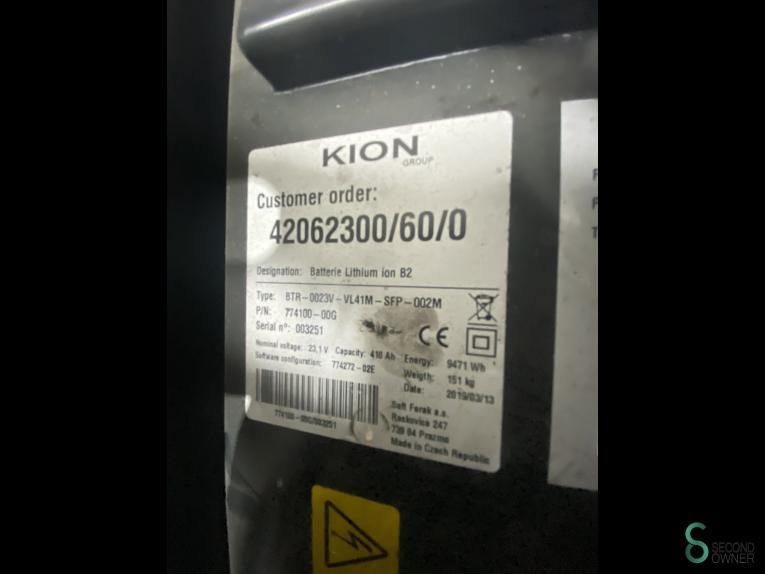 KION
GROUP
Customer order:
42062300/60/0
Designation: Batterie Lithium ion B2
Type: BTR-0023V-VL41M-SFP-002M
P/N: 774100-00G
Serial n°: 003251
CE
Nominal voltage: 23,1 V Capacity: 410 Ah Energy: 9471 Wh
Software configuration: 774272-02E Weigth: 151 kg
Date: 2019/03/13
774100-00G/003251
Saft Ferak a.s.
Raskovice 247
739 04 Prazmo
Made in Czech Republic
SECOND
OWNER